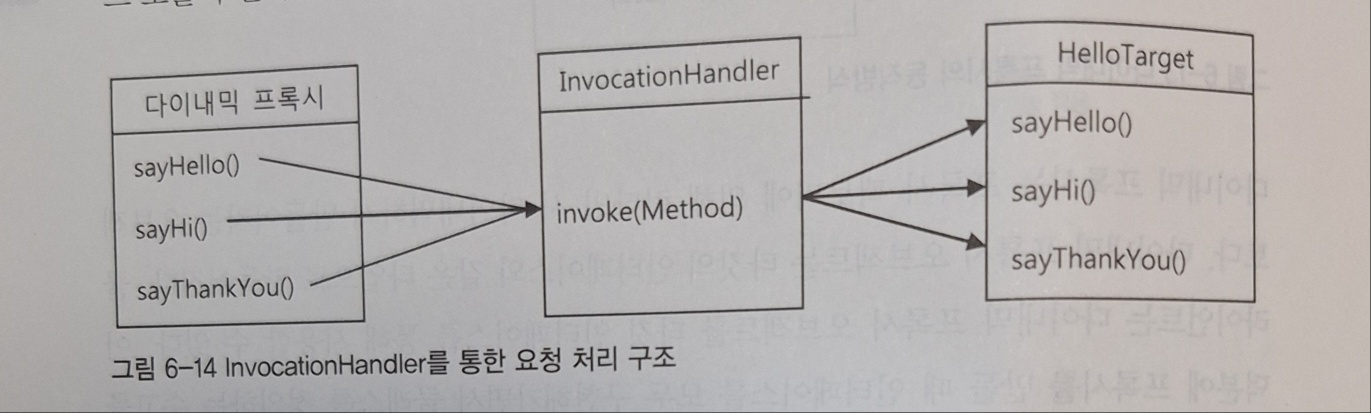 다이내믹 프록시
sayHello()
sayHi()
sayThankYou()
InvocationHandler
invoke(Method)
HelloTarget
sayHello()
sayHi()
sayThankYou()
그림 6-14 InvocationHandler를 통한 요청 처리 구조